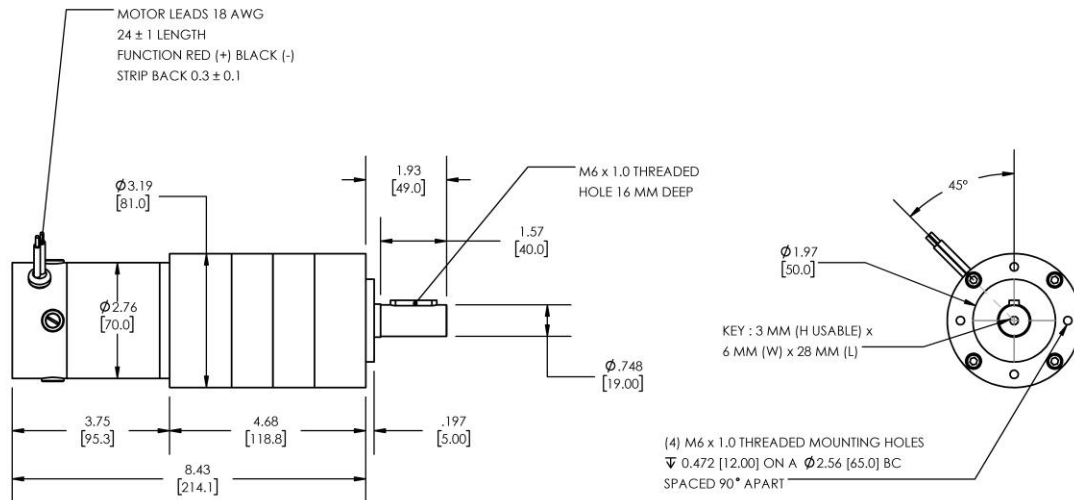 MOTOR LEADS 18 AWG
24 ± 1 LENGTH
FUNCTION RED (+) BLACK (-)
STRIP BACK 0.3 ± 0.1
1.93
[49.0]
M6 x 1.0 THREADED
HOLE 16 MM DEEP
Ø3.19
[81.0]
45°
1.57
[40.0]
Ø1.97
[50.0]
Ø2.76
[70.0]
KEY : 3 MM (H USABLE) x
6 MM (W) x 28 MM (L)
Ø.748
[19.00]
3.75
[95.3]
4.68
[118.8]
.197
[5.00]
(4) M6 x 1.0 THREADED MOUNTING HOLES
↧ 0.472 [12.00] ON A Ø2.56 [65.0] BC
SPACED 90° APART
8.43
[214.1]